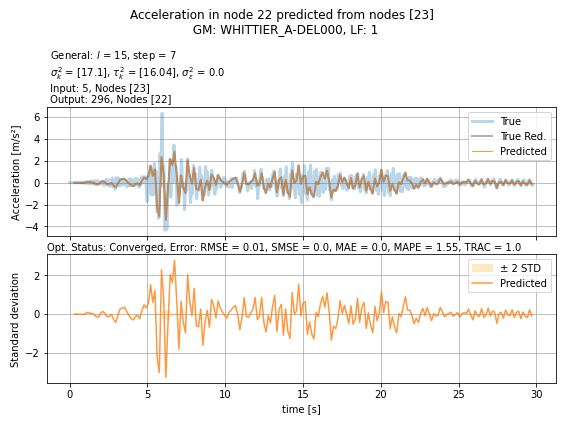 Acceleration in node 22 predicted from nodes [23]
GM: WHITTIER_A-DEL000, LF: 1
General: l = 15, step = 7
σ²ₖ = [17.1], τ²ₖ = [16.04], σ²ε = 0.0
Input: 5, Nodes [23]
Output: 296, Nodes [22]
Acceleration [m/s²]
6
4
2
0
−2
−4
True
True Red.
Predicted
Opt. Status: Converged, Error: RMSE = 0.01, SMSE = 0.0, MAE = 0.0, MAPE = 1.55, TRAC = 1.0
Standard deviation
2
0
−2
± 2 STD
Predicted
0 5 10 15 20 25 30
time [s]